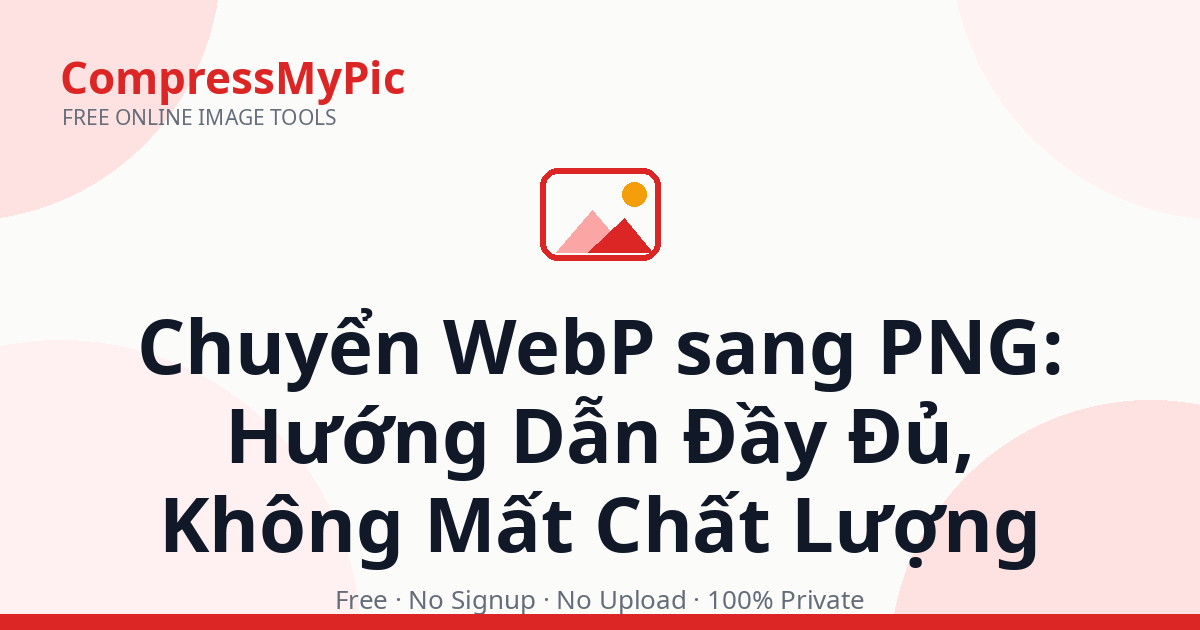 CompressMyPic
FREE ONLINE IMAGE TOOLS
Chuyển WebP sang PNG:
Hướng Dẫn Đầy Đủ,
Không Mất Chất Lượng
Free · No Signup · No Upload · 100% Private